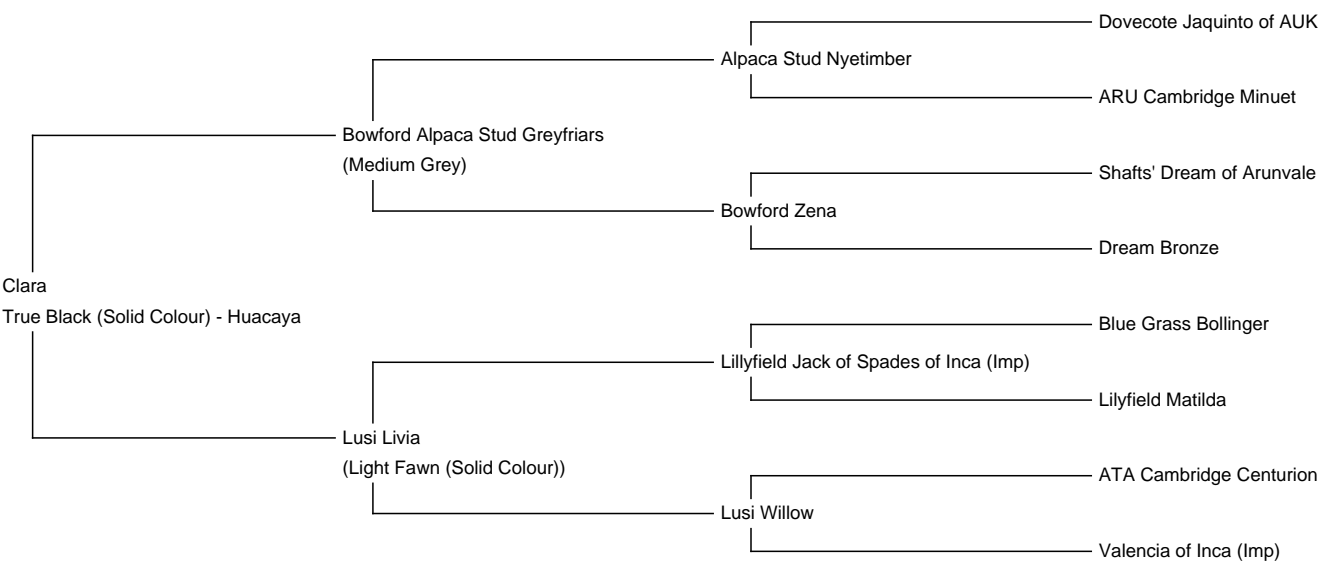 Dovecote Jaquinto of AUK
Alpaca Stud Nyetimber
ARU Cambridge Minuet
Bowford Alpaca Stud Greyfriars
(Medium Grey)
Shafts' Dream of Arunvale
Bowford Zena
Dream Bronze
Clara
True Black (Solid Colour) - Huacaya
Blue Grass Bollinger
Lillyfield Jack of Spades of Inca (Imp)
Lilyfield Matilda
Lusi Livia
(Light Fawn (Solid Colour))
ATA Cambridge Centurion
Lusi Willow
Valencia of Inca (Imp)